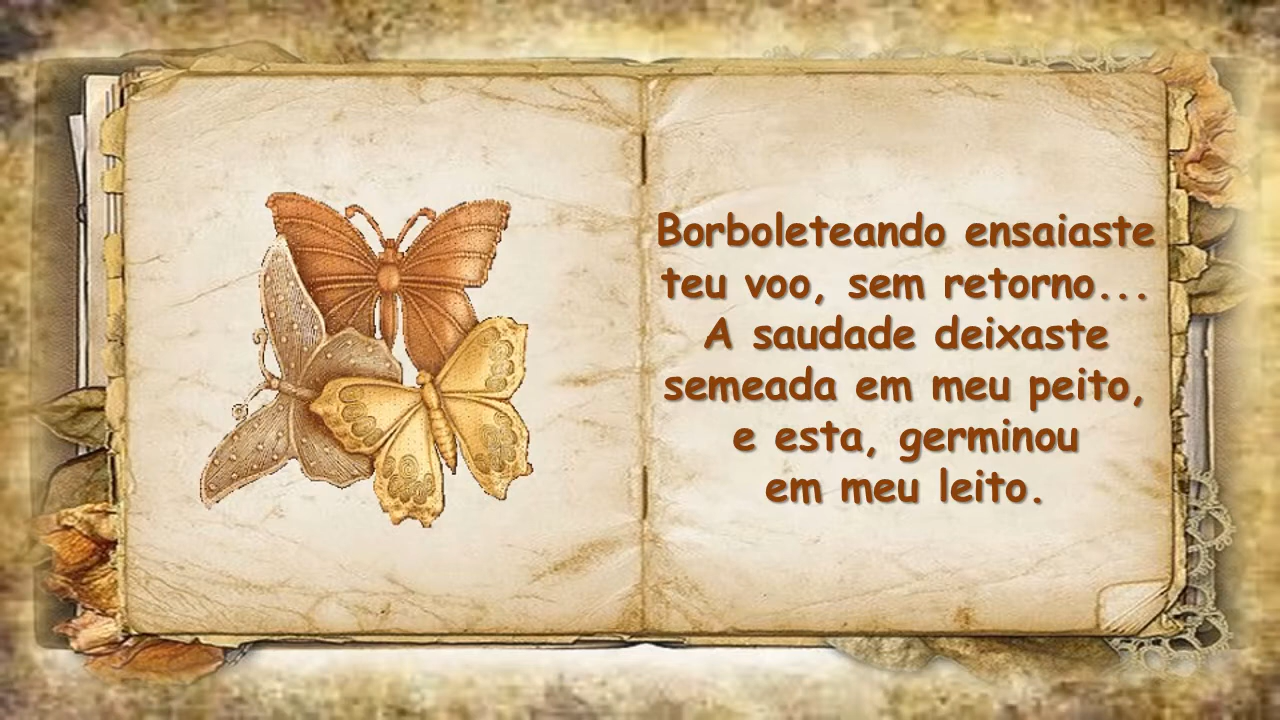 Borboleteando ensaiaste
teu voo, sem retorno...
A saudade deixaste
semeada em meu peito,
e esta, germinou
em meu leito.